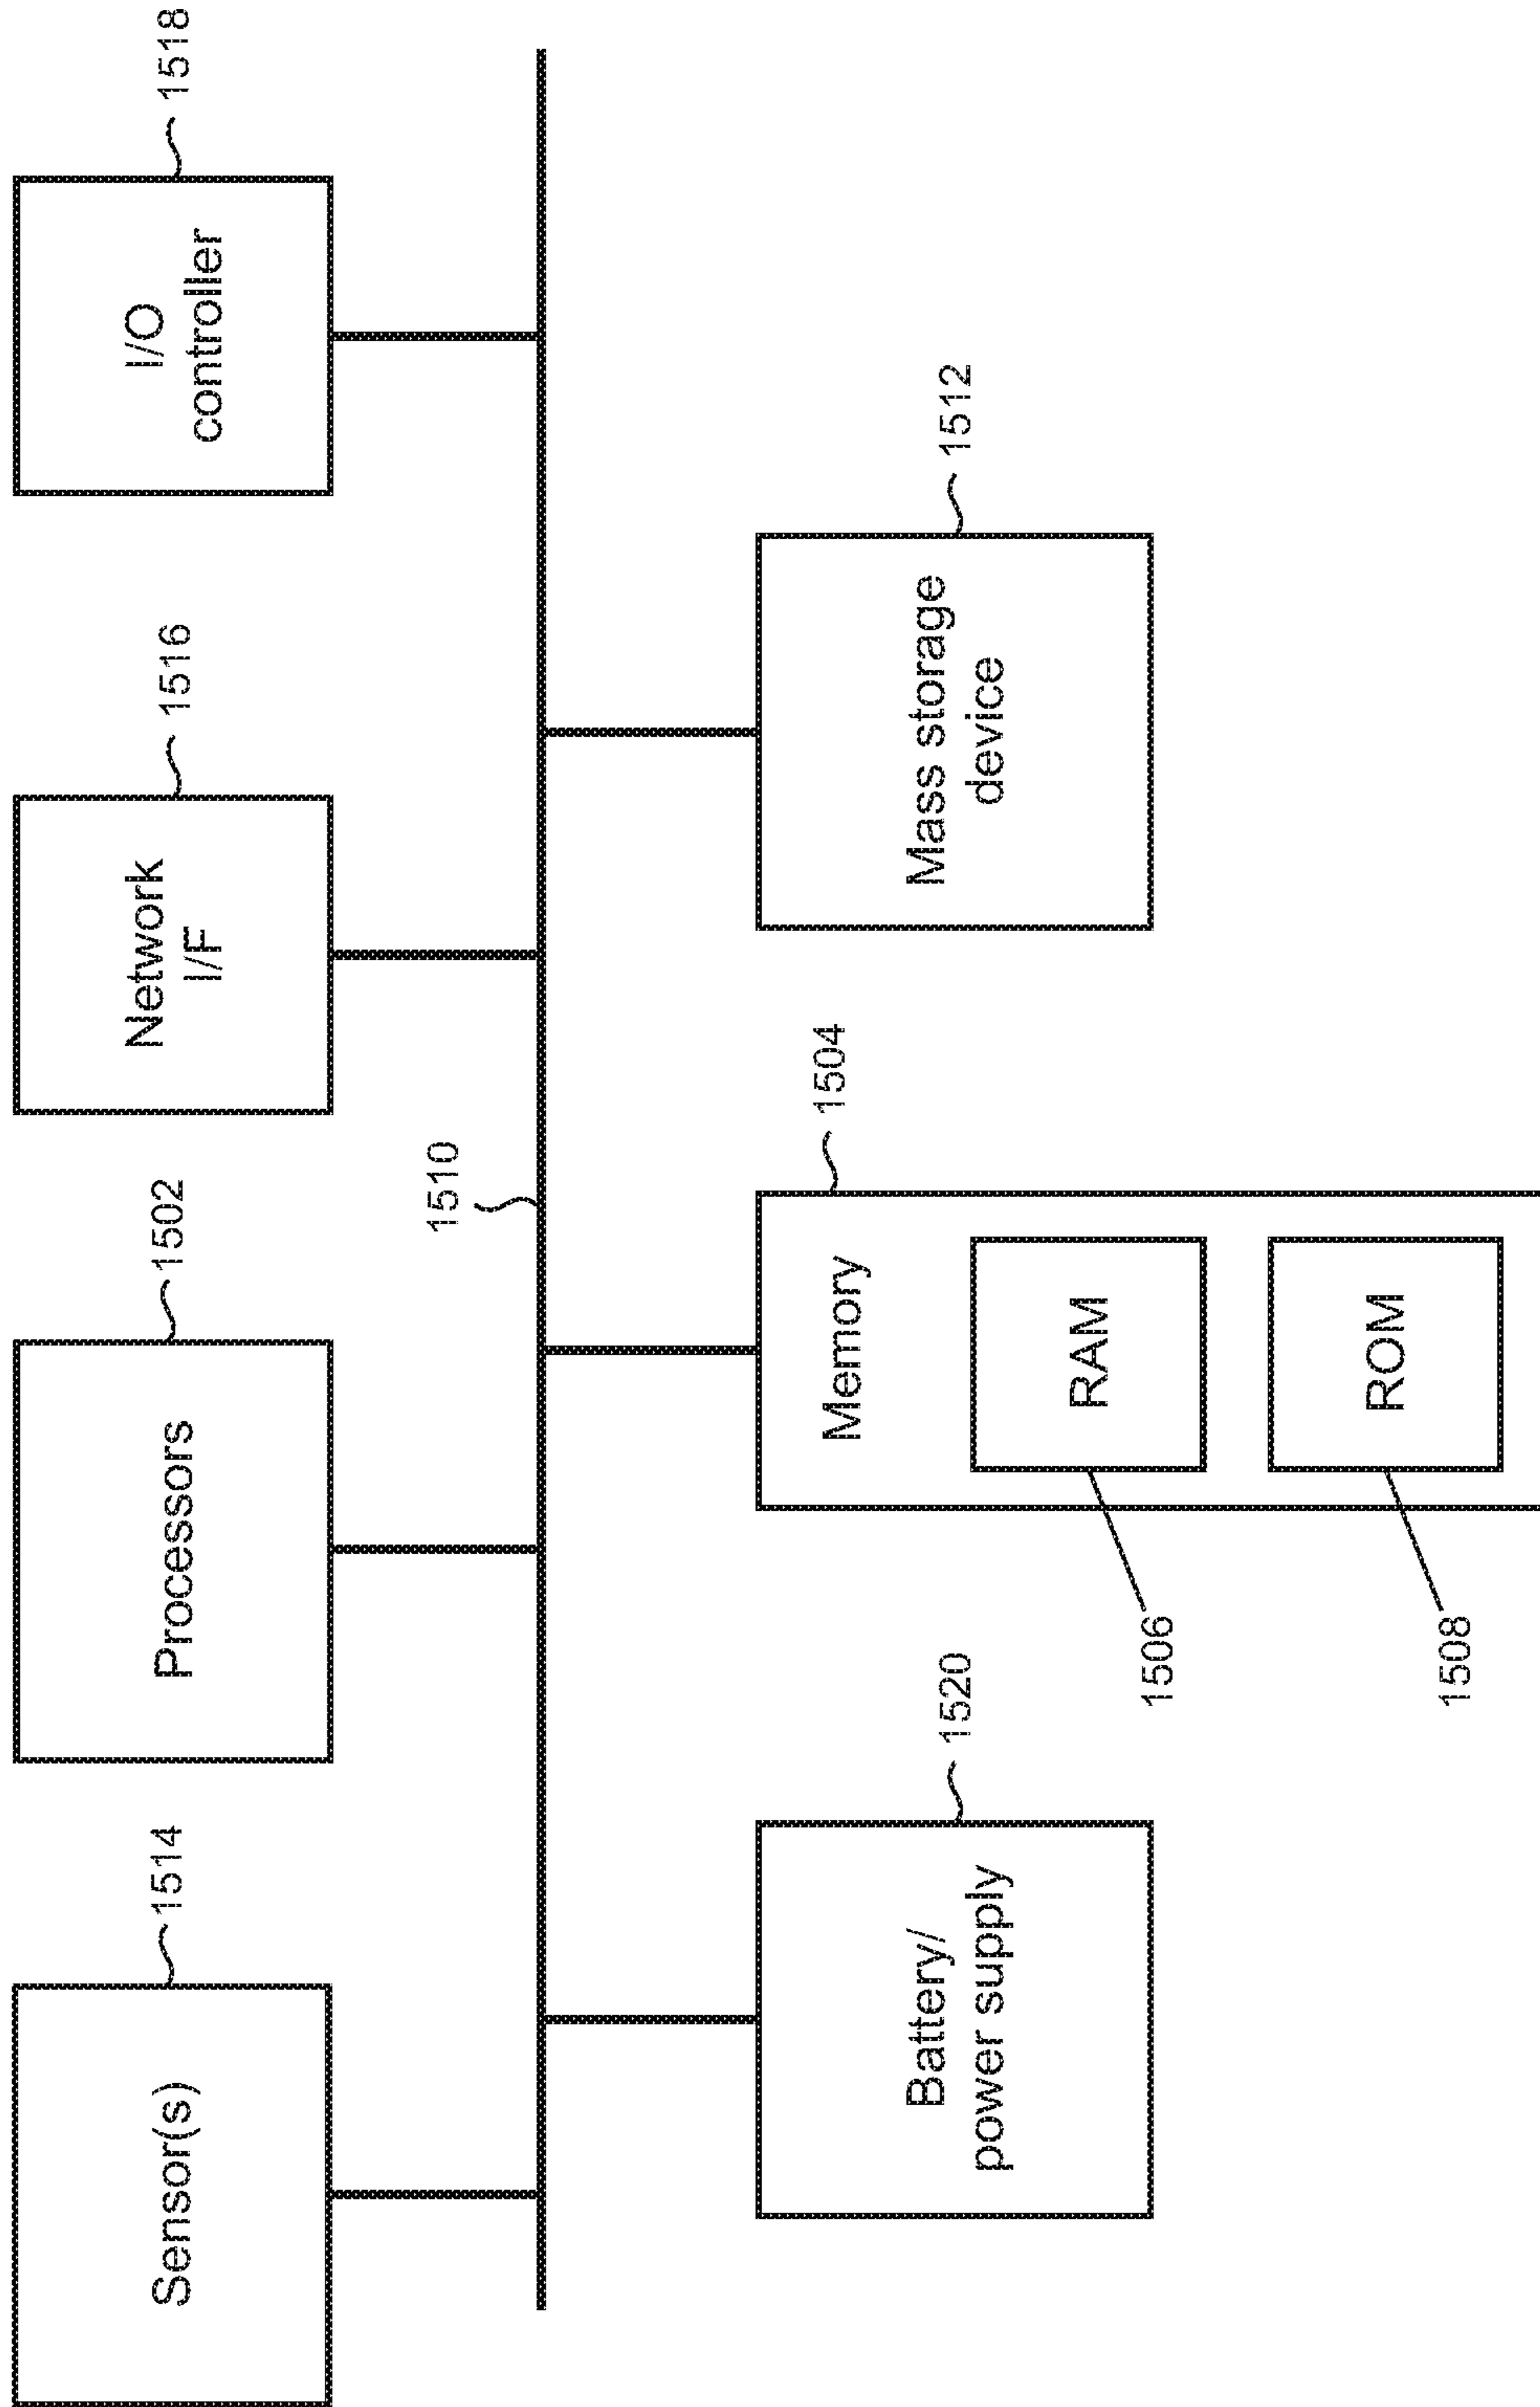 Sensor(s)
1514
Processors
1502
Network
I/F
1516
I/O
controller
1518
1510
Battery/
power supply
1520
Memory
1504
RAM
1506
ROM
1508
Mass storage
device
1512